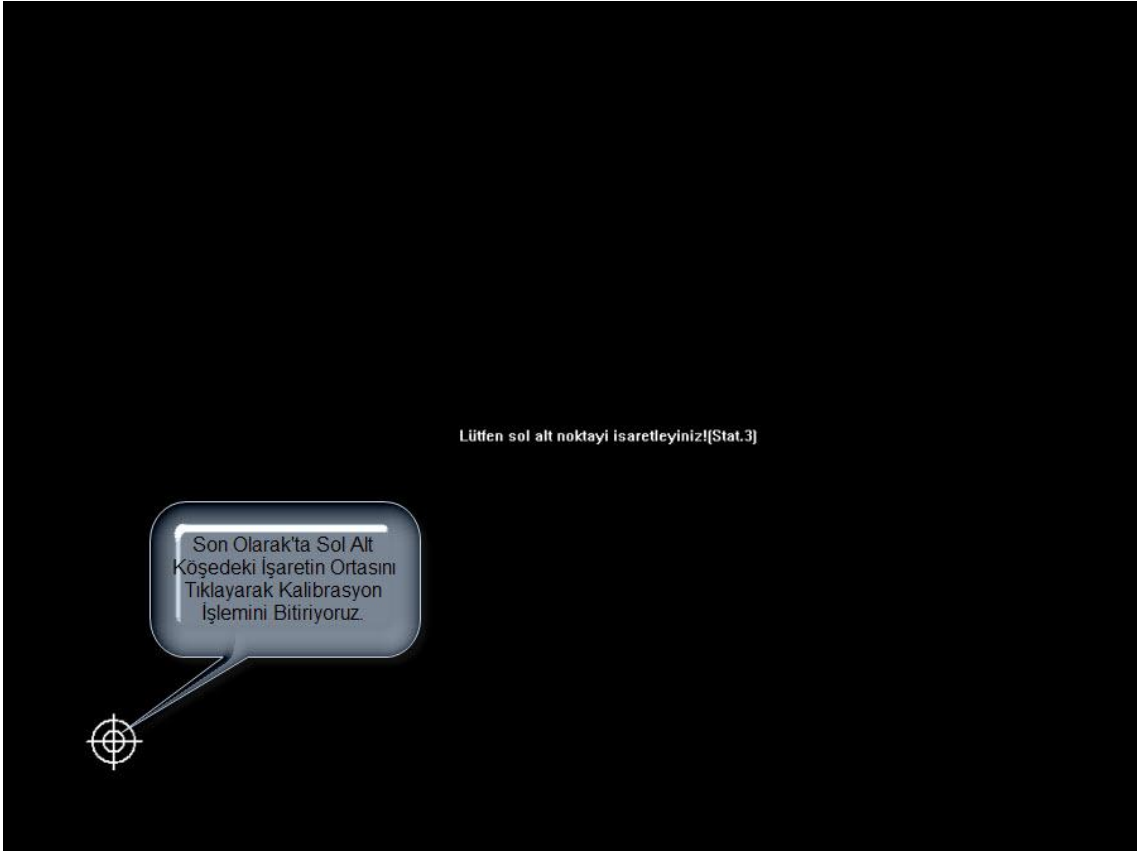 Lütfen sol alt noktayi isaretleyiniz!(Stat.3)
Son Olarak'ta Sol Alt
Köşedeki İşaretin Ortasını
Tıklayarak Kalibrasyon
İşlemini Bitiriyoruz.